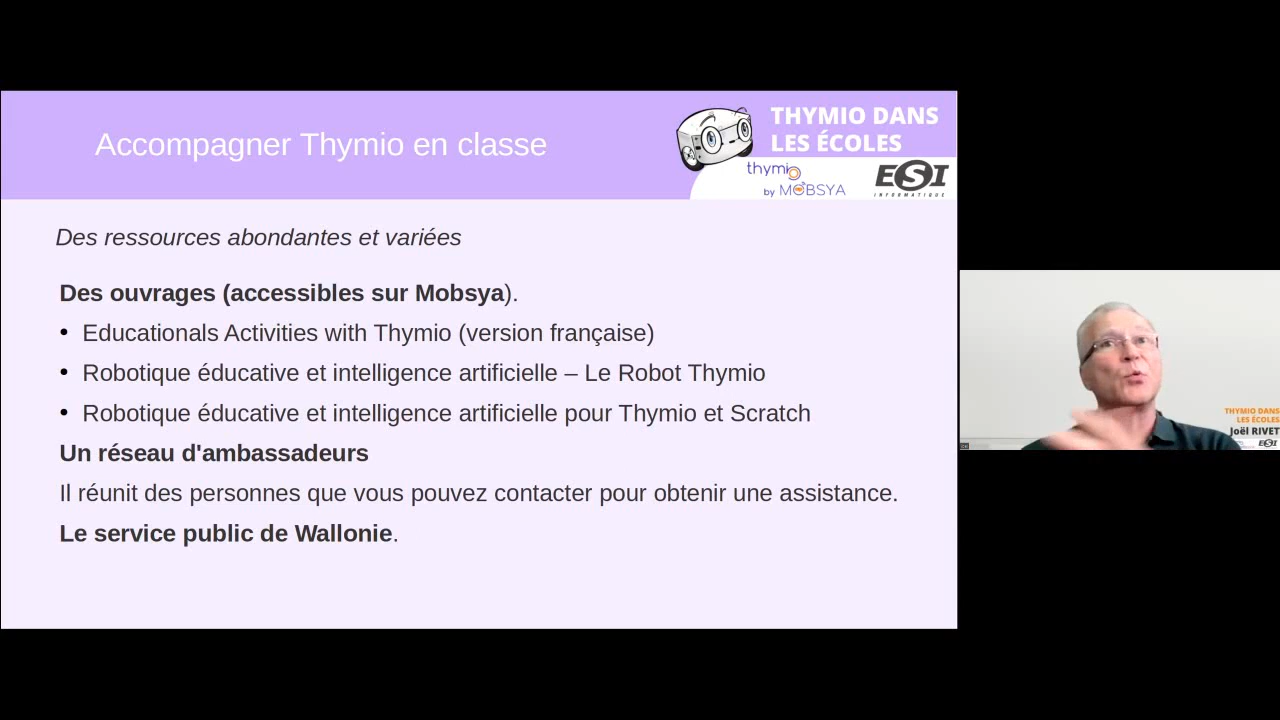 Accompagner Thymio en classe
THYMIO DANS
LES ÉCOLES
thymio
by MOBSYA
ESI
INFORMATIQUE
Des ressources abondantes et variées
Des ouvrages (accessibles sur Mobsya).
• Educationals Activities with Thymio (version française)
• Robotique éducative et intelligence artificielle – Le Robot Thymio
• Robotique éducative et intelligence artificielle pour Thymio et Scratch
Un réseau d'ambassadeurs
Il réunit des personnes que vous pouvez contacter pour obtenir une assistance.
Le service public de Wallonie.
THYMIO DANS
LES ÉCOLES
Joël RIVET
ESI